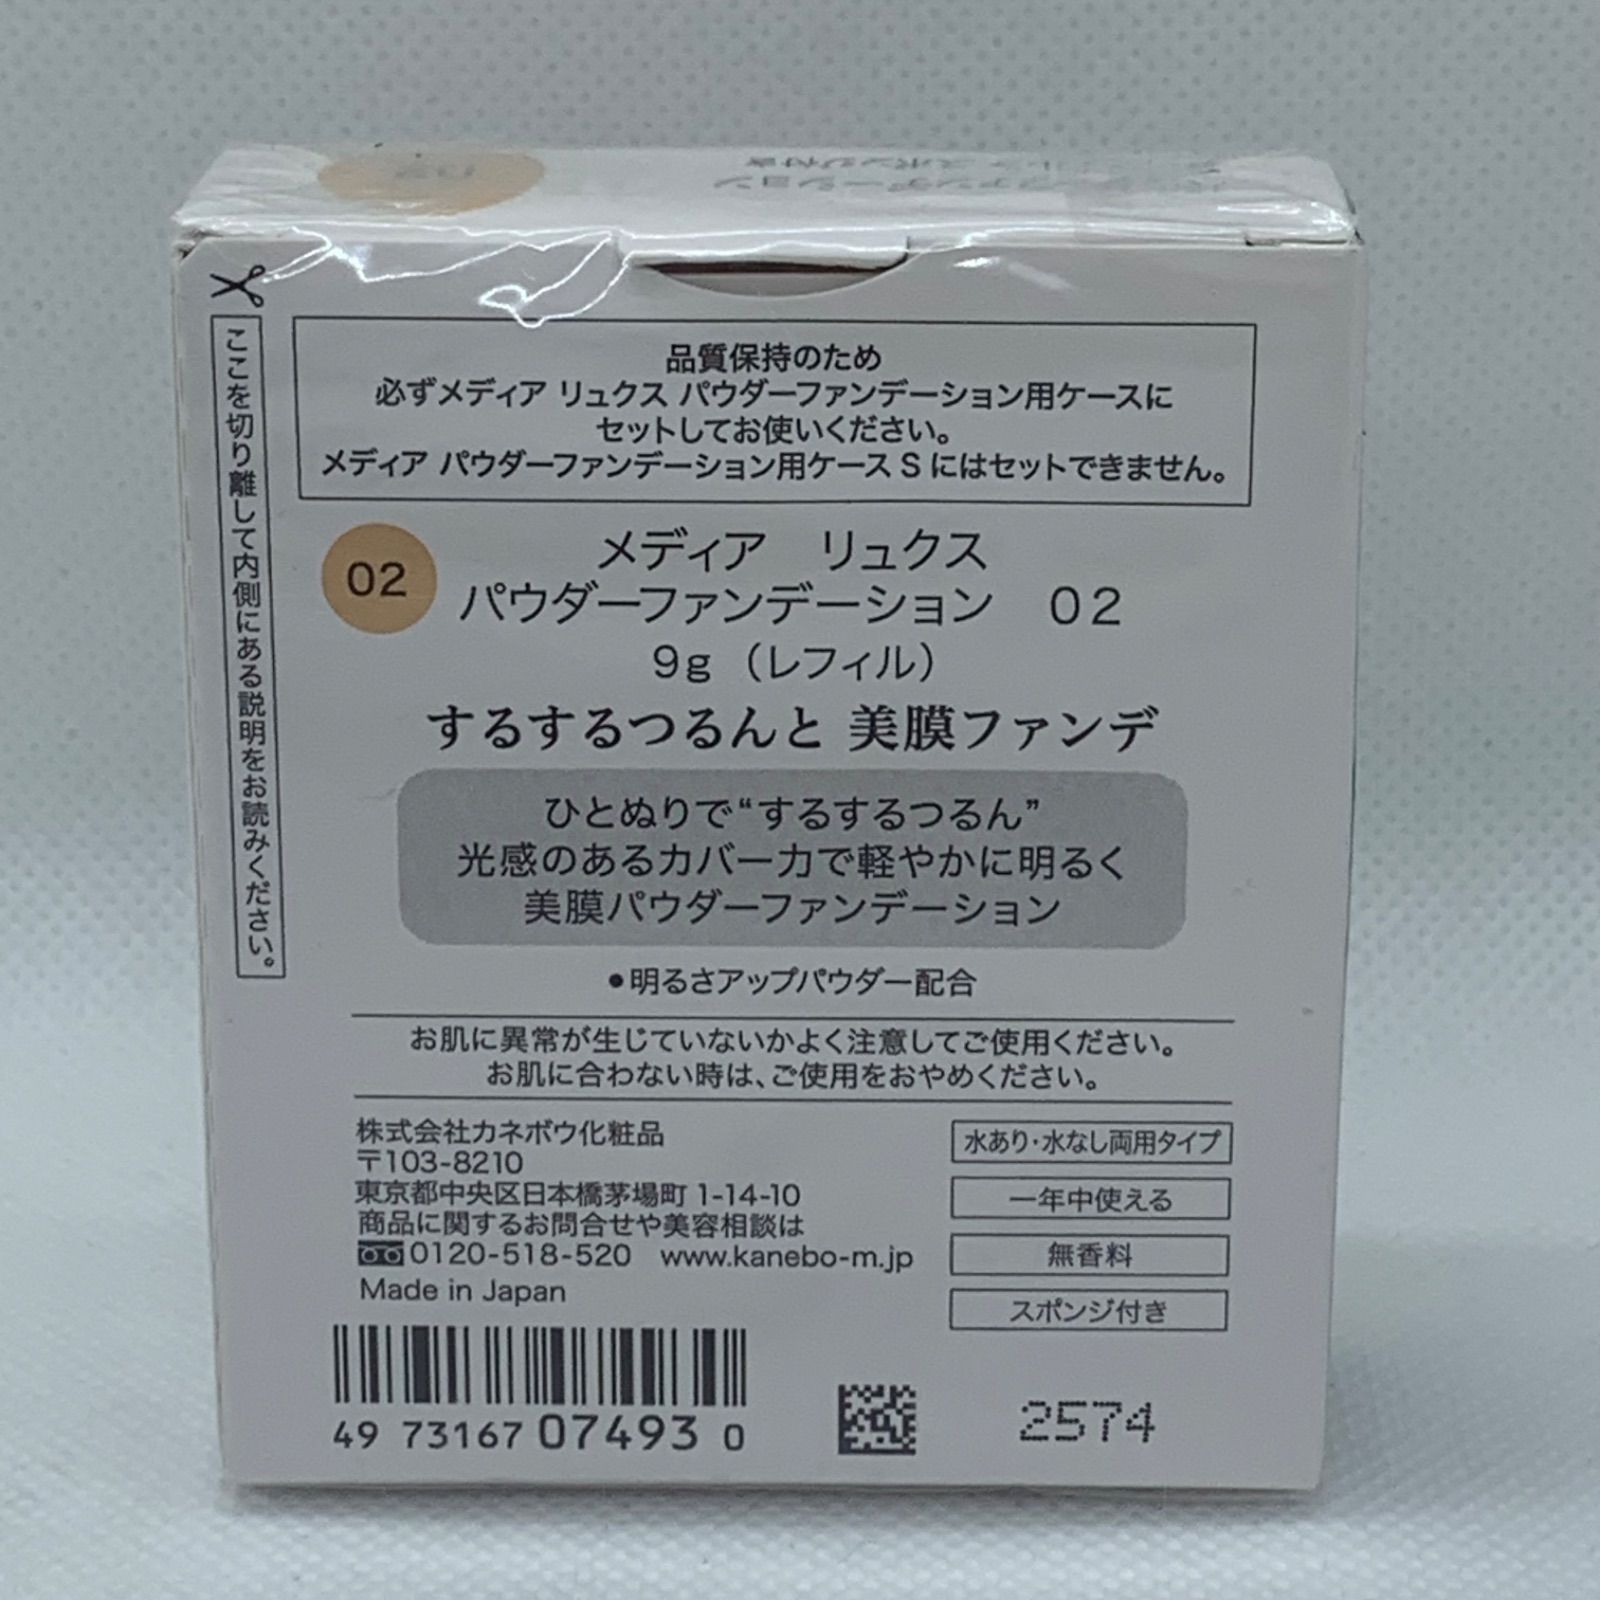 ファンデーション
スポンジ付き
ここを切り離して内側にある説明をお読みください。
品質保持のため
必ずメディア リュクス パウダーファンデーション用ケースに
セットしてお使いください。
メディア パウダーファンデーション用ケース S にはセットできません。
02
メディア リュクス
パウダーファンデーション 02
9g（レフィル）
するするつるんと 美膜ファンデ
ひとぬりで“するするつるん”
光感のあるカバー力で軽やかに明るく
美膜パウダーファンデーション
●明るさアップパウダー配合
お肌に異常が生じていないかよく注意してご使用ください。
お肌に合わない時は、ご使用をおやめください。
株式会社カネボウ化粧品
〒103-8210
東京都中央区日本橋茅場町 1-14-10
商品に関するお問合せや美容相談は
0120-518-520 www.kanebo-m.jp
Made in Japan
水あり・水なし両用タイプ
一年中使える
無香料
スポンジ付き
49 73167 07493 0
2574